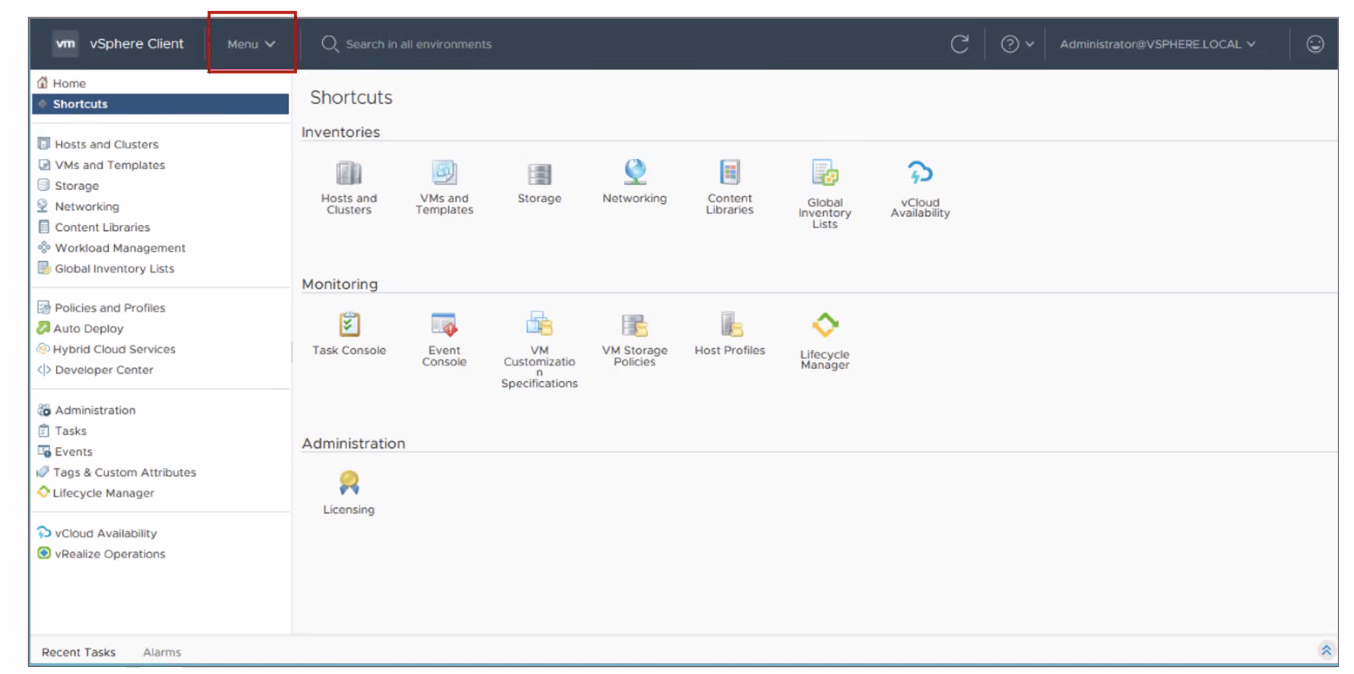 vm vSphere Client Menu Search in all environments Administrator@VSPHERE.LOCAL
Home
Shortcuts
Hosts and Clusters
VMs and Templates
Storage
Networking
Content Libraries
Workload Management
Global Inventory Lists
Policies and Profiles
Auto Deploy
Hybrid Cloud Services
Developer Center
Administration
Tasks
Events
Tags & Custom Attributes
Lifecycle Manager
vCloud Availability
vRealize Operations
Shortcuts
Inventories
Hosts and
Clusters
VMs and
Templates
Storage
Networking
Content
Libraries
Global
Inventory
Lists
vCloud
Availability
Monitoring
Task Console
Event
Console
VM
Customizatio
n
Specifications
VM Storage
Policies
Host Profiles
Lifecycle
Manager
Administration
Licensing
Recent Tasks Alarms